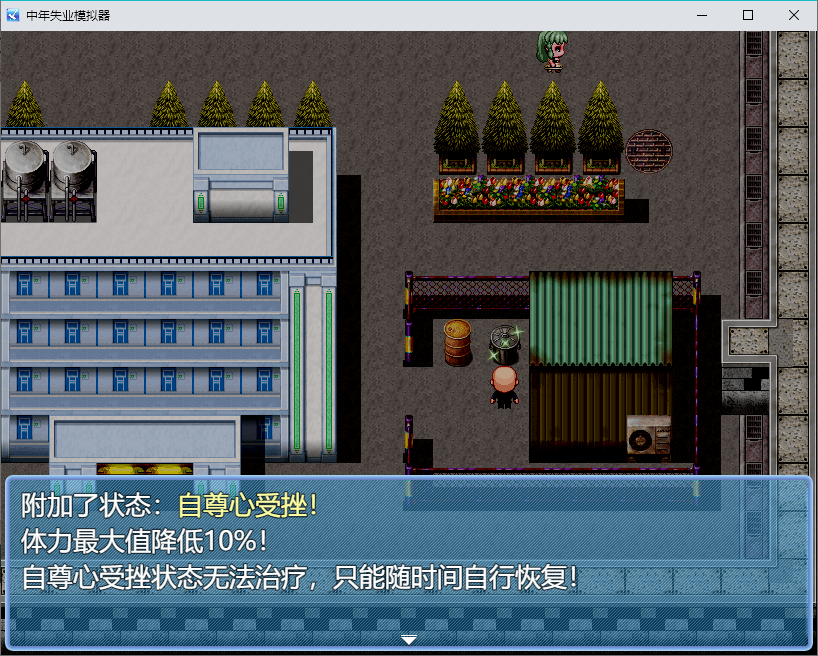 中年失业模拟器
附加了状态：自尊心受挫！
体力最大值降低10%！
自尊心受挫状态无法治疗，只能随时间自行恢复！